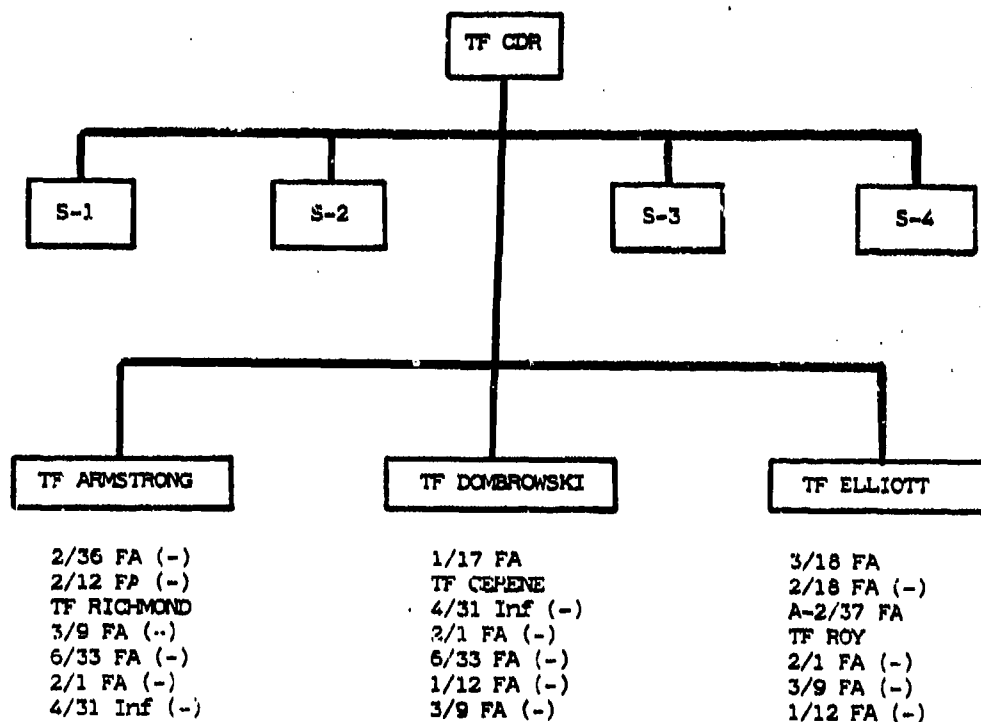 TF CDR
S-1
S-2
S-3
S-4
TF ARMSTRONG
2/36 FA (-)
2/12 FA (-)
TF RICHMOND
3/9 FA (-)
6/33 FA (-)
2/1 FA (-)
4/31 Inf (-)
TF DOMBROWSKI
1/17 FA
TF CERENE
4/31 Inf (-)
2/1 FA (-)
6/33 FA (-)
1/12 FA (-)
3/9 FA (-)
TF ELLIOTT
3/18 FA
2/18 FA (-)
A-2/37 FA
TF ROY
2/1 FA (-)
3/9 FA (-)
1/12 FA (-)